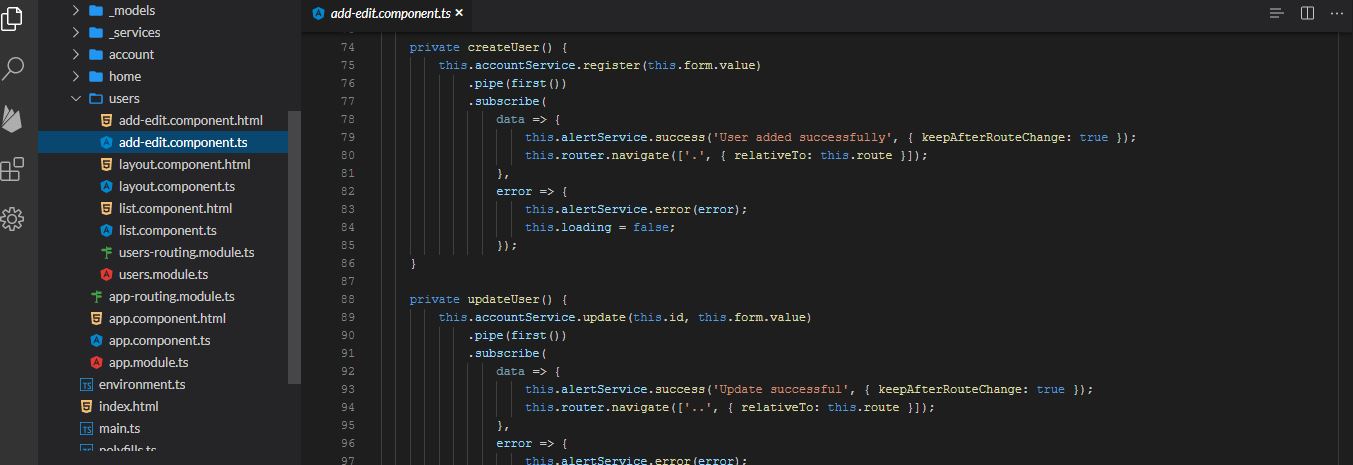 _models
_services
account
home
users
add-edit.component.html
add-edit.component.ts
layout.component.html
layout.component.ts
list.component.html
list.component.ts
users-routing.module.ts
users.module.ts
app-routing.module.ts
app.component.html
app.component.ts
app.module.ts
TS environment.ts
index.html
TS main.ts
TS polyfills.ts
add-edit.component.ts ×
74 private createUser() {
75 this.accountService.register(this.form.value)
76 .pipe(first())
77 .subscribe(
78 data => {
79 this.alertService.success('User added successfully', { keepAfterRouteChange: true });
80 this.router.navigate(['.', { relativeTo: this.route }]);
81 },
82 error => {
83 this.alertService.error(error);
84 this.loading = false;
85 });
86 }
87
88 private updateUser() {
89 this.accountService.update(this.id, this.form.value)
90 .pipe(first())
91 .subscribe(
92 data => {
93 this.alertService.success('Update successful', { keepAfterRouteChange: true });
94 this.router.navigate(['..', { relativeTo: this.route }]);
95 },
96 error => {
97 this.alertService.error(error);